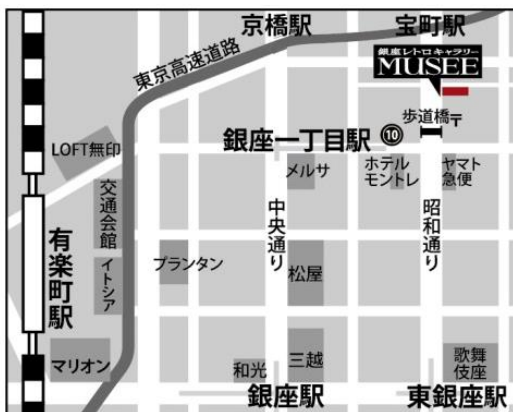 京橋駅
宝町駅
東京高速道路
銀座レトロギャラリー
MUSEE
歩道橋〒
銀座一丁目駅
⑩
LOFT無印
メルサ
ホテル
モントレ
ヤマト
急便
交通会館
中央通り
昭和通り
有楽町駅
イトシア
プランタン
松屋
マリオン
和光
三越
歌舞
伎座
銀座駅
東銀座駅